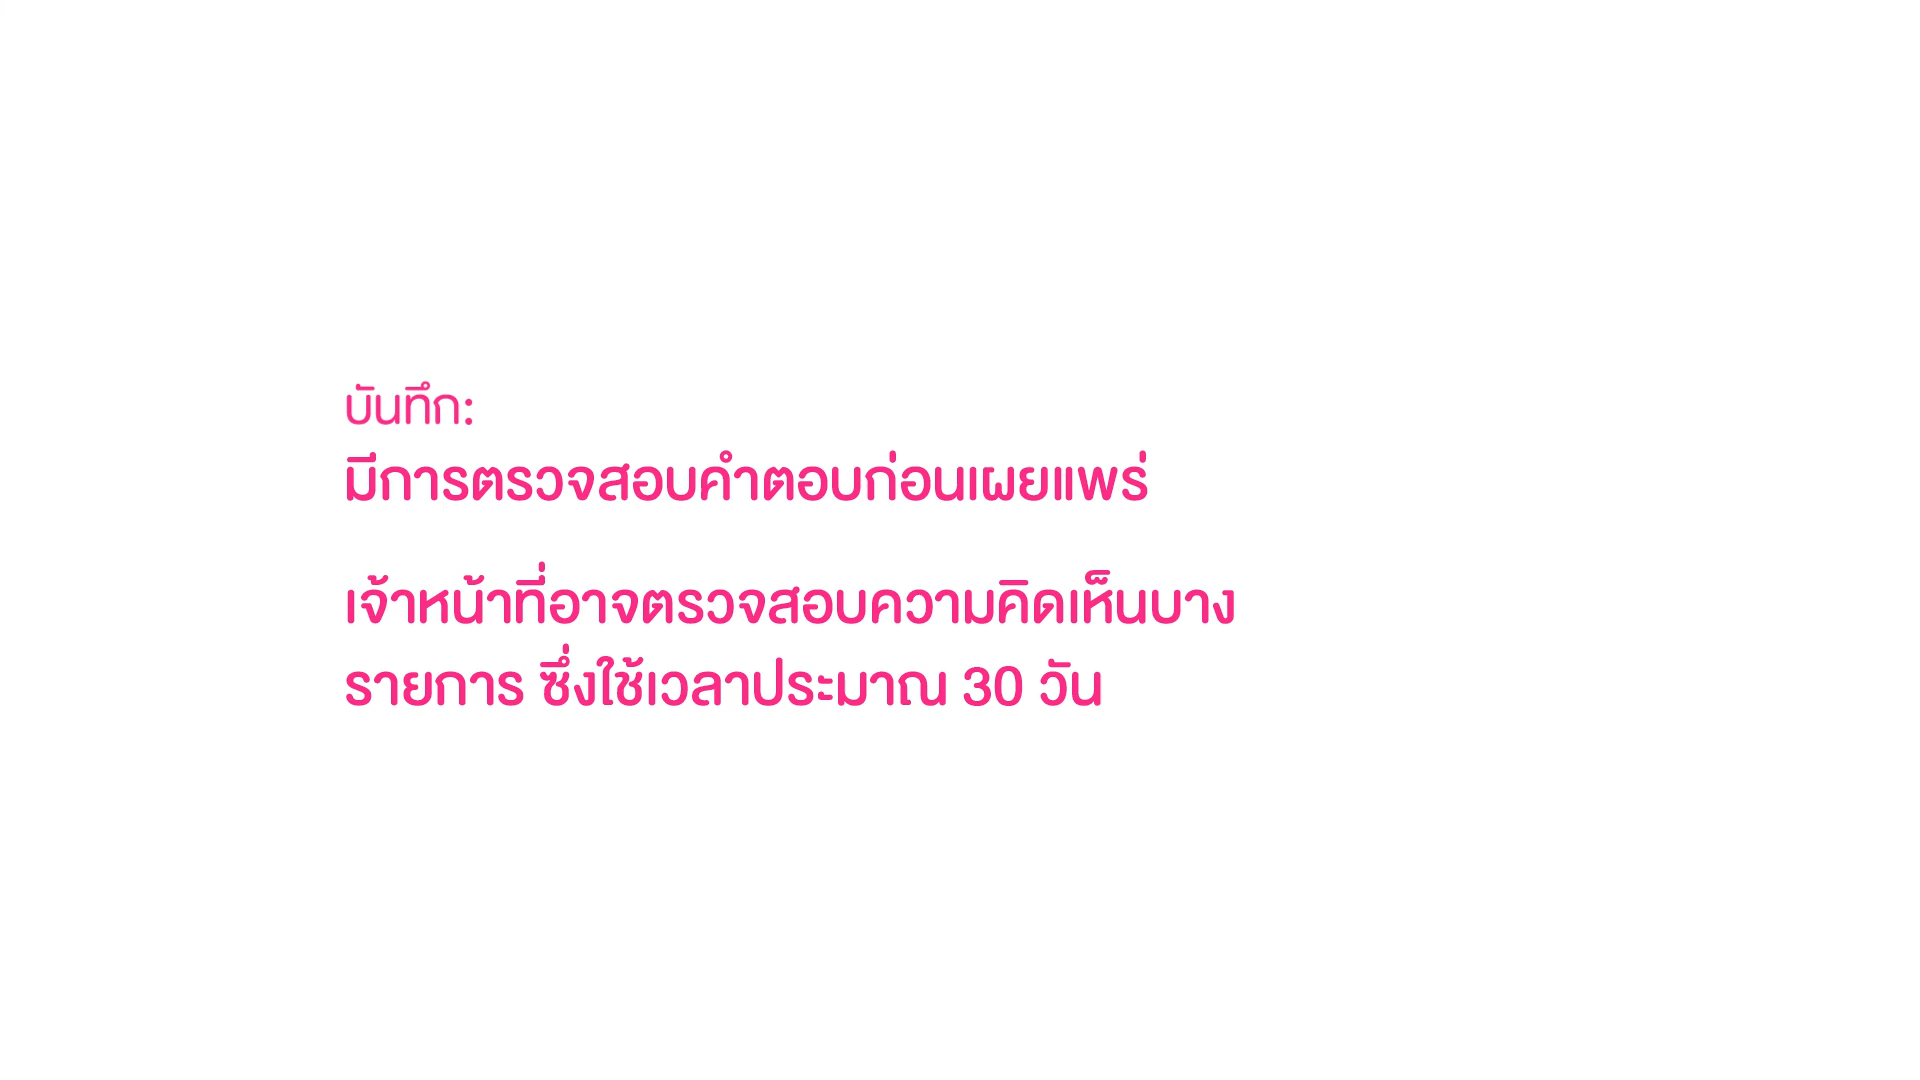 บันทึก:
มีการตรวจสอบคำตอบก่อนเผยแพร่
เจ้าหน้าที่อาจตรวจสอบความคิดเห็นบาง
รายการ ซึ่งใช้เวลาประมาณ 30 วัน